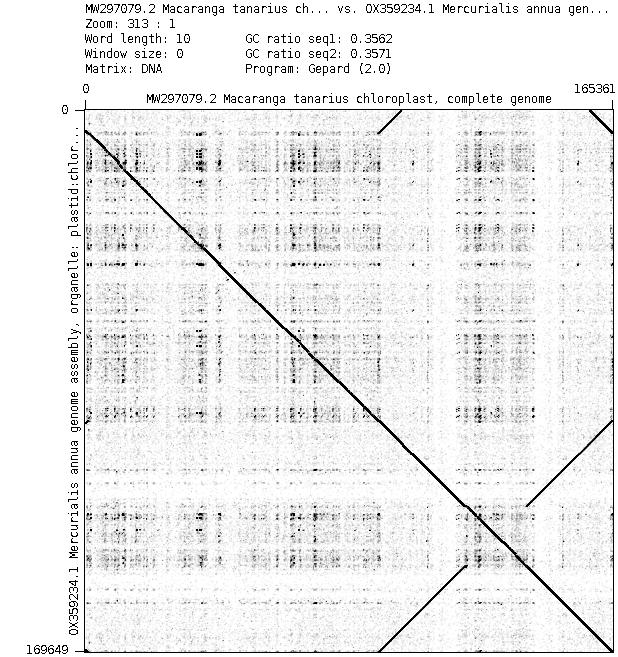 MW297079.2 Macaranga tanarius ch... vs. OX359234.1 Mercurialis annua gen...
Zoom: 313 : 1
Word length: 10 GC ratio seq1: 0.3562
Window size: 0 GC ratio seq2: 0.3571
Matrix: DNA Program: Gepard (2.0)
0 165361
MW297079.2 Macaranga tanarius chloroplast, complete genome
0
OX359234.1 Mercurialis annua genome assembly, organelle: plastid:chlor...
169649